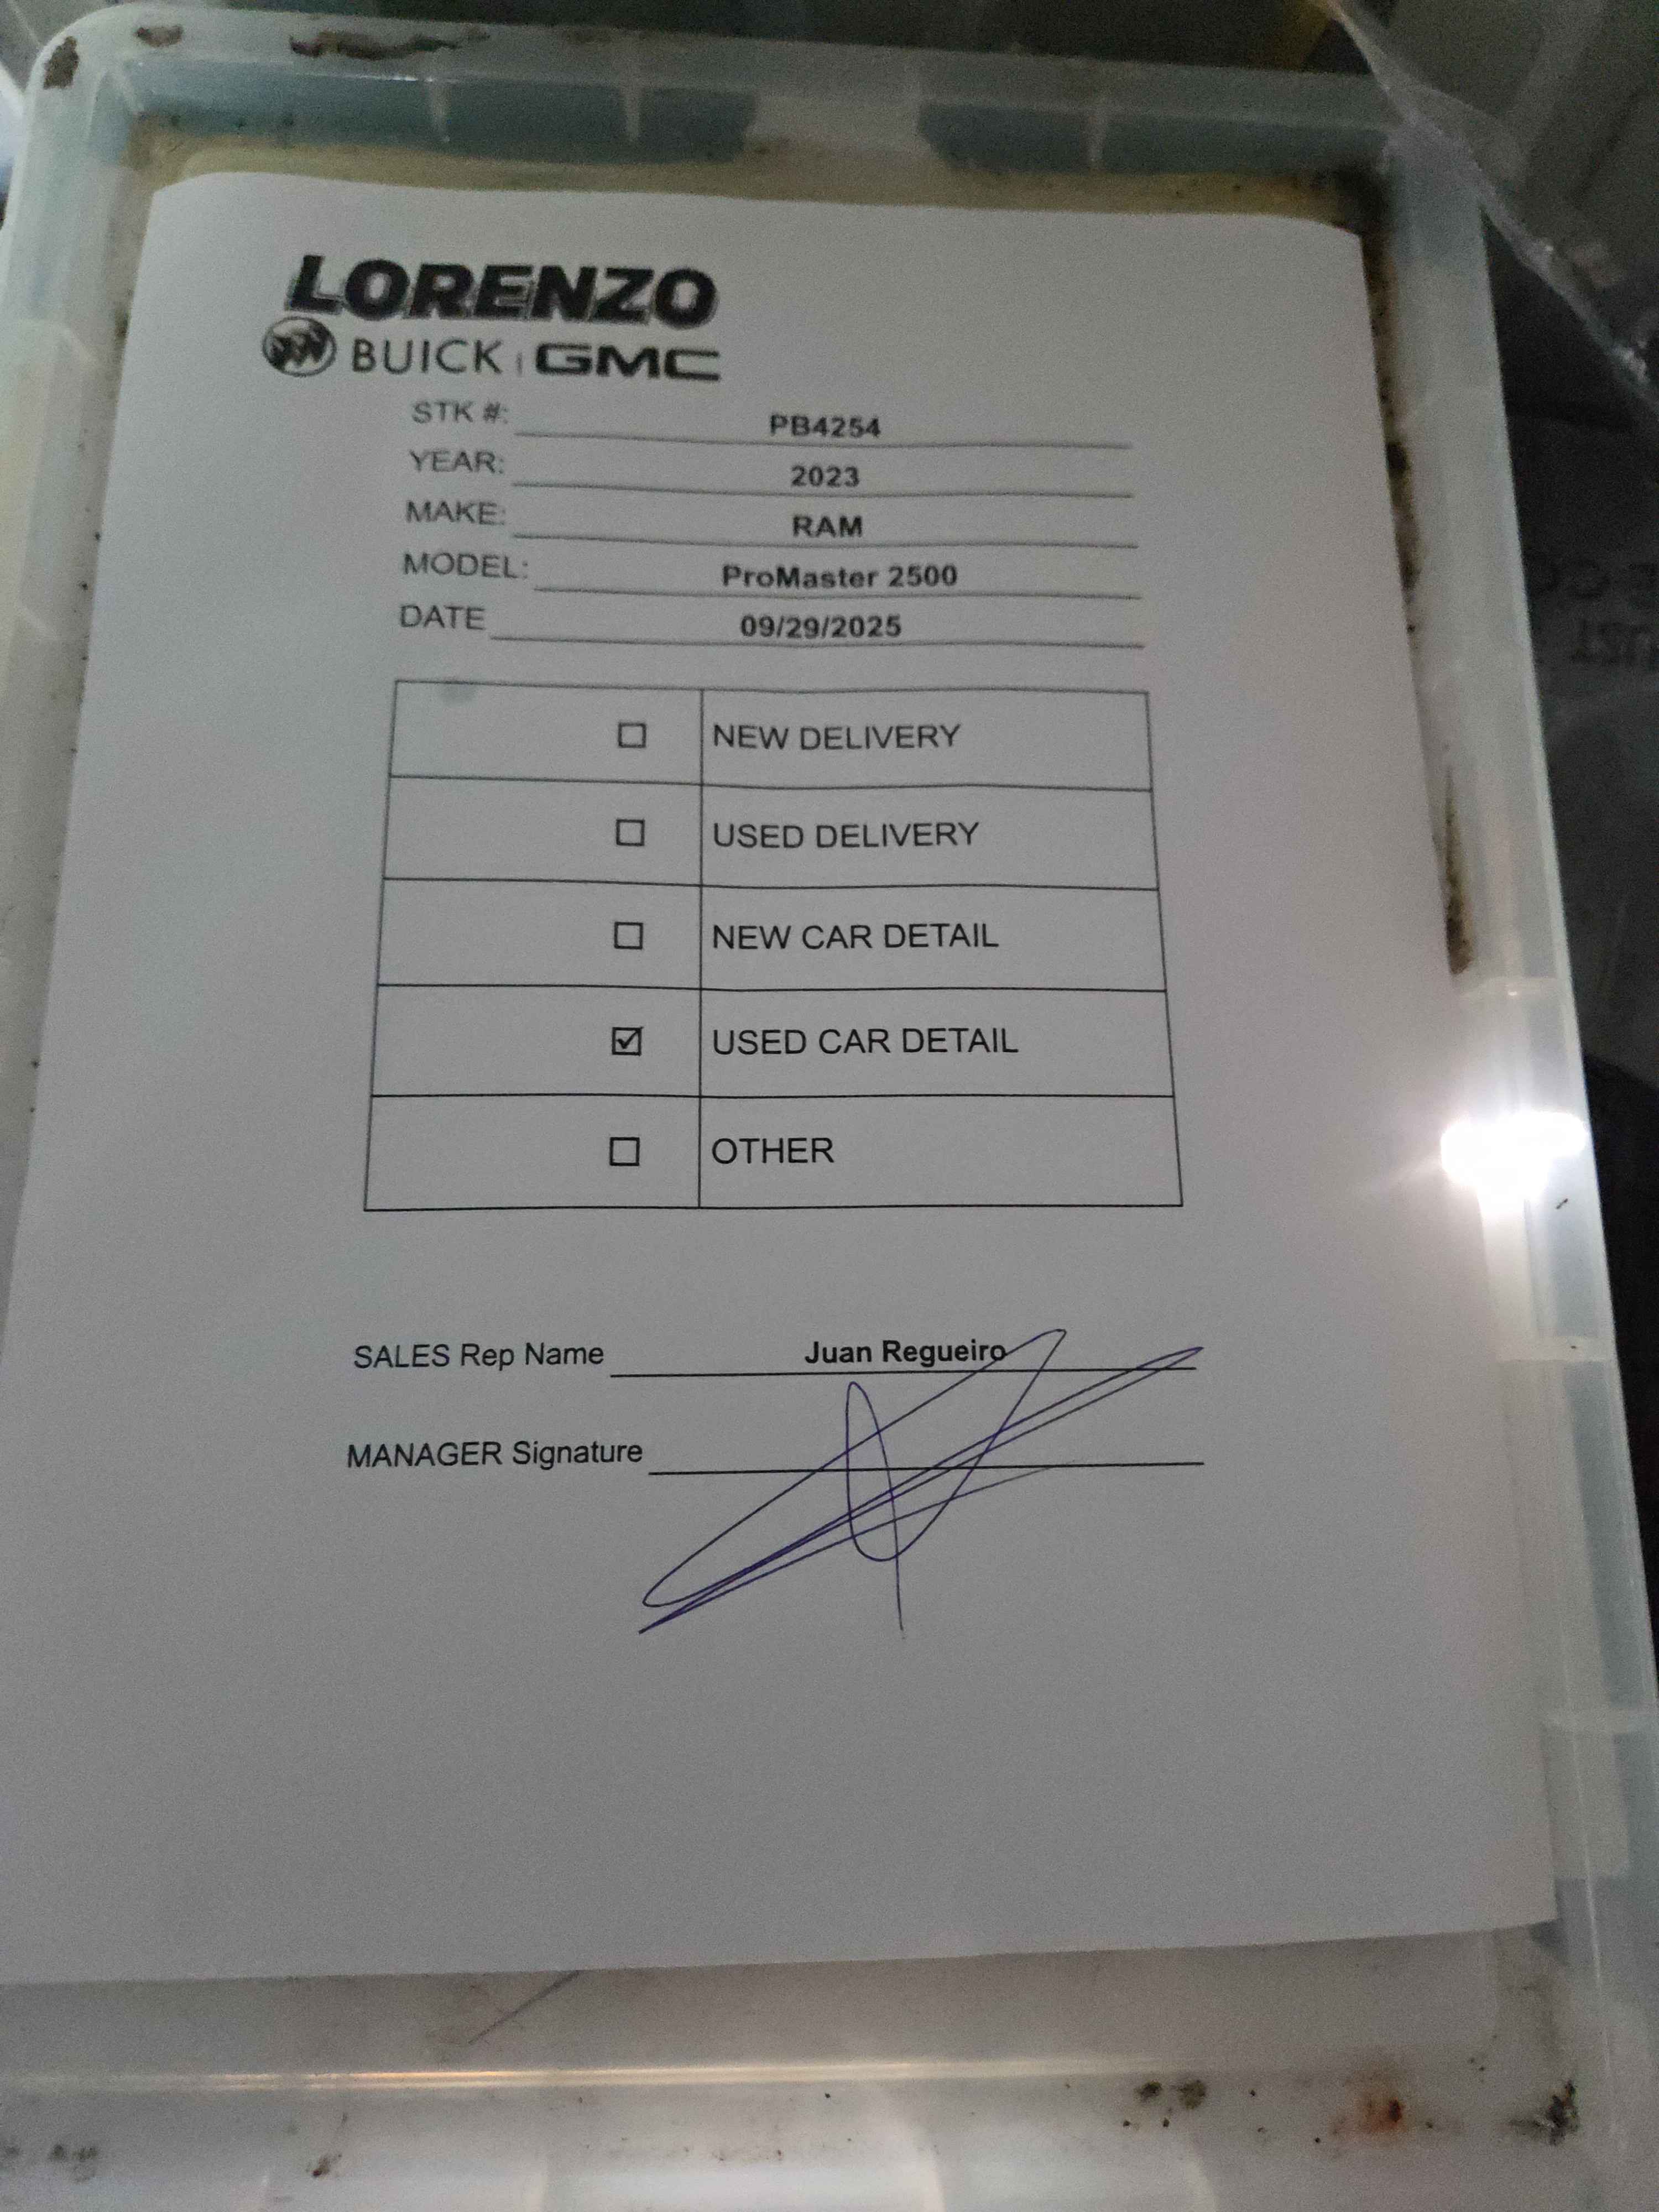 LORENZO
BUICK GMC
STK #: PB4254
YEAR: 2023
MAKE: RAM
MODEL: ProMaster 2500
DATE 09/29/2025
NEW DELIVERY
USED DELIVERY
NEW CAR DETAIL
USED CAR DETAIL
OTHER
SALES Rep Name Juan Regueiro
MANAGER Signature